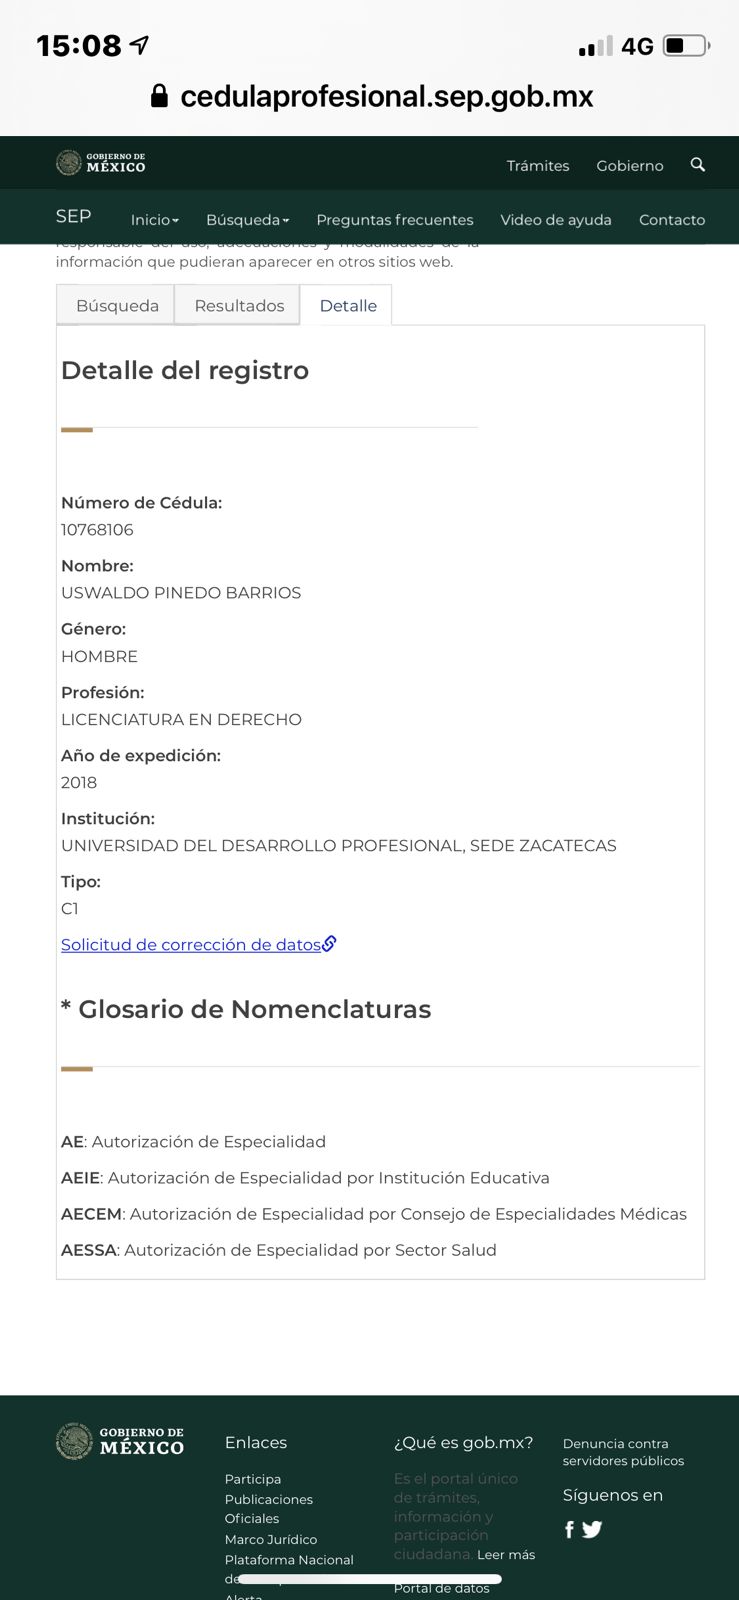 15:08
4G
cedulaprofesional.sep.gob.mx
GOBIERNO DE
MÉXICO
Trámites
Gobierno
SEP
Inicio
Búsqueda
Preguntas frecuentes
Video de ayuda
Contacto
responsable del uso, adecuaciones y modalidades de la
información que pudieran aparecer en otros sitios web.
Búsqueda
Resultados
Detalle
Detalle del registro
Número de Cédula:
10768106
Nombre:
USWALDO PINEDO BARRIOS
Género:
HOMBRE
Profesión:
LICENCIATURA EN DERECHO
Año de expedición:
2018
Institución:
UNIVERSIDAD DEL DESARROLLO PROFESIONAL, SEDE ZACATECAS
Tipo:
C1
Solicitud de corrección de datos
* Glosario de Nomenclaturas
AE: Autorización de Especialidad
AEIE: Autorización de Especialidad por Institución Educativa
AECEM: Autorización de Especialidad por Consejo de Especialidades Médicas
AESSA: Autorización de Especialidad por Sector Salud
GOBIERNO DE
MÉXICO
Enlaces
Participa
Publicaciones
Oficiales
Marco Jurídico
Plataforma Nacional
de
Alerta
¿Qué es gob.mx?
Es el portal único
de trámites,
información y
participación
ciudadana. Leer más
Portal de datos
Denuncia contra
servidores públicos
Síguenos en